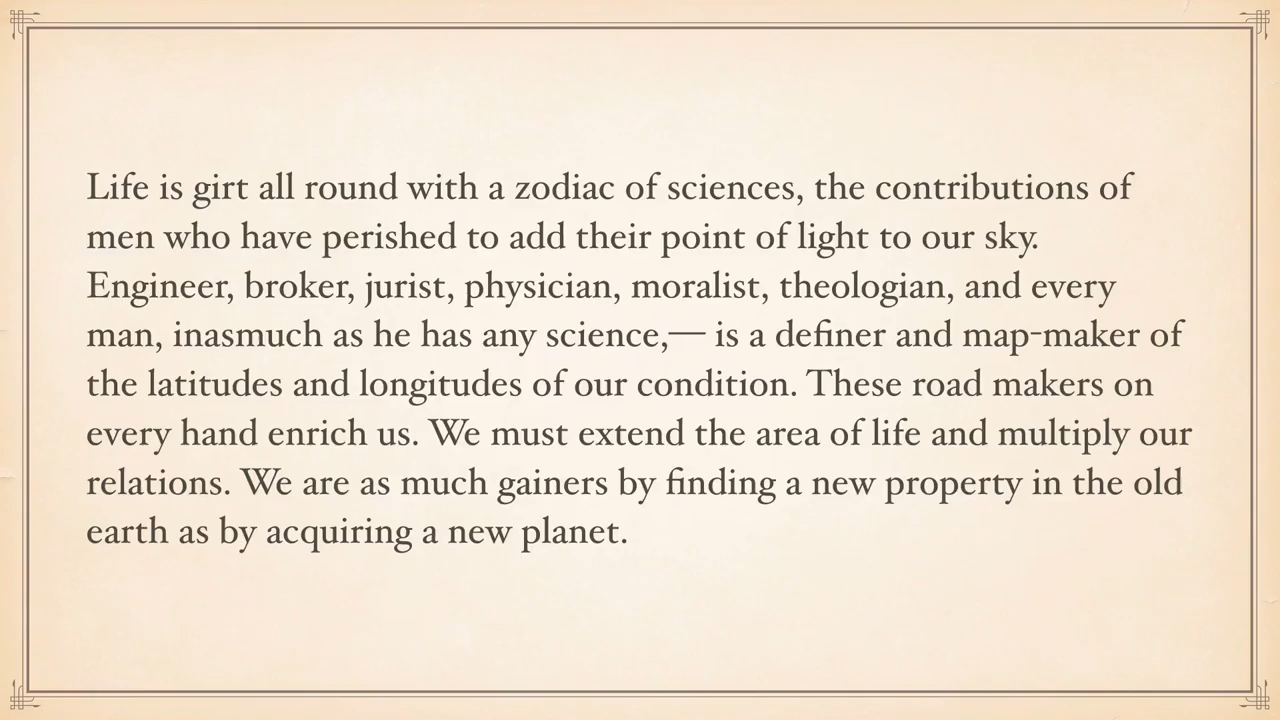 Life is girt all round with a zodiac of sciences, the contributions of
men who have perished to add their point of light to our sky.
Engineer, broker, jurist, physician, moralist, theologian, and every
man, inasmuch as he has any science,— is a definer and map-maker of
the latitudes and longitudes of our condition. These road makers on
every hand enrich us. We must extend the area of life and multiply our
relations. We are as much gainers by finding a new property in the old
earth as by acquiring a new planet.